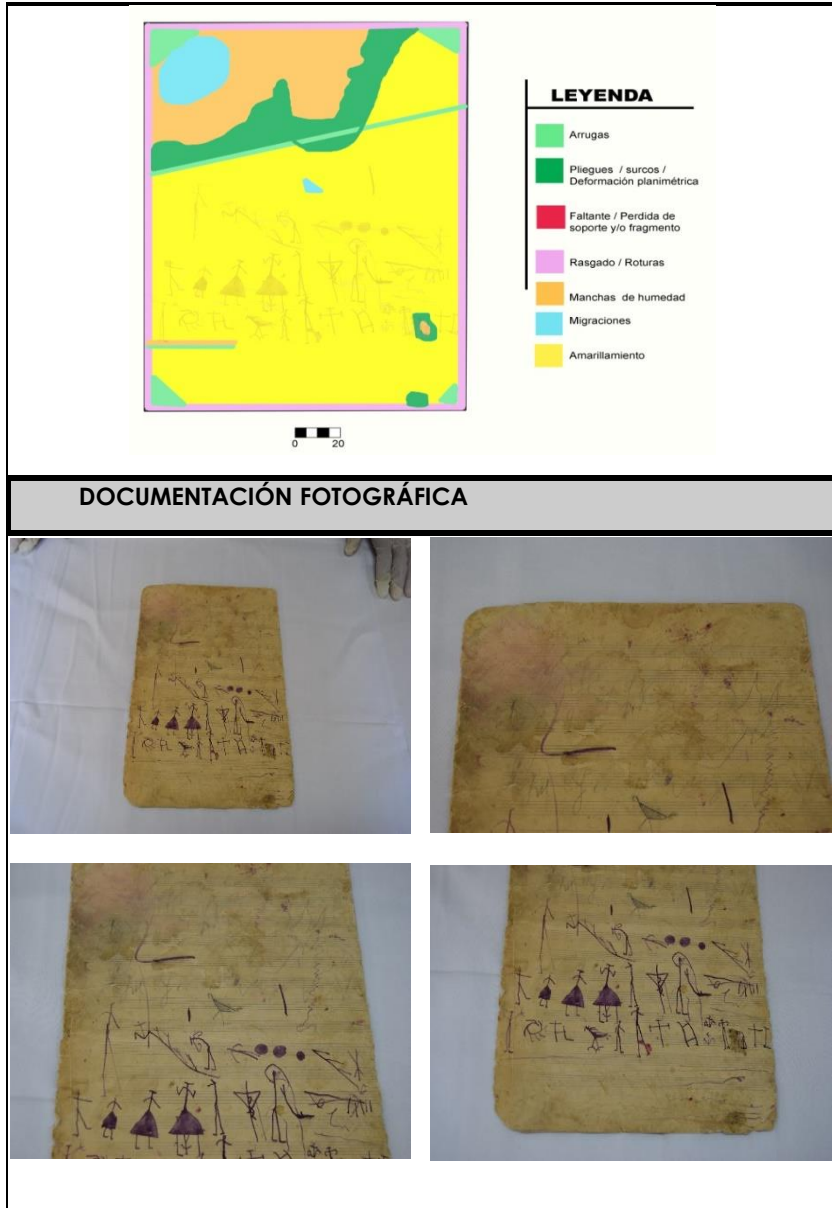 LEYENDA
Arrugas
Pliegues / surcos /
Deformación planimétrica
Faltante / Perdida de
soporte y/o fragmento
Rasgado / Roturas
Manchas de humedad
Migraciones
Amarillamiento
0 20
DOCUMENTACIÓN FOTOGRÁFICA